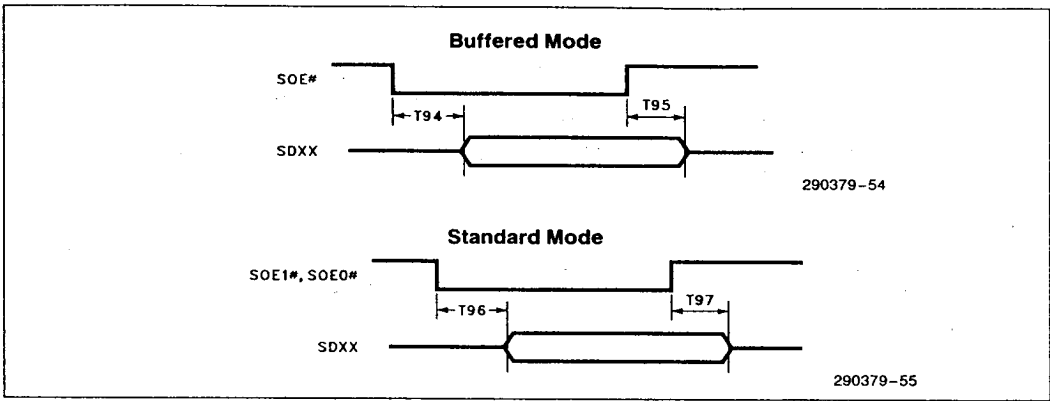 Buffered Mode
SOE#
T94
T95
SDXX
290379-54
Standard Mode
SOE1#, SOE0#
T96
T97
SDXX
290379-55